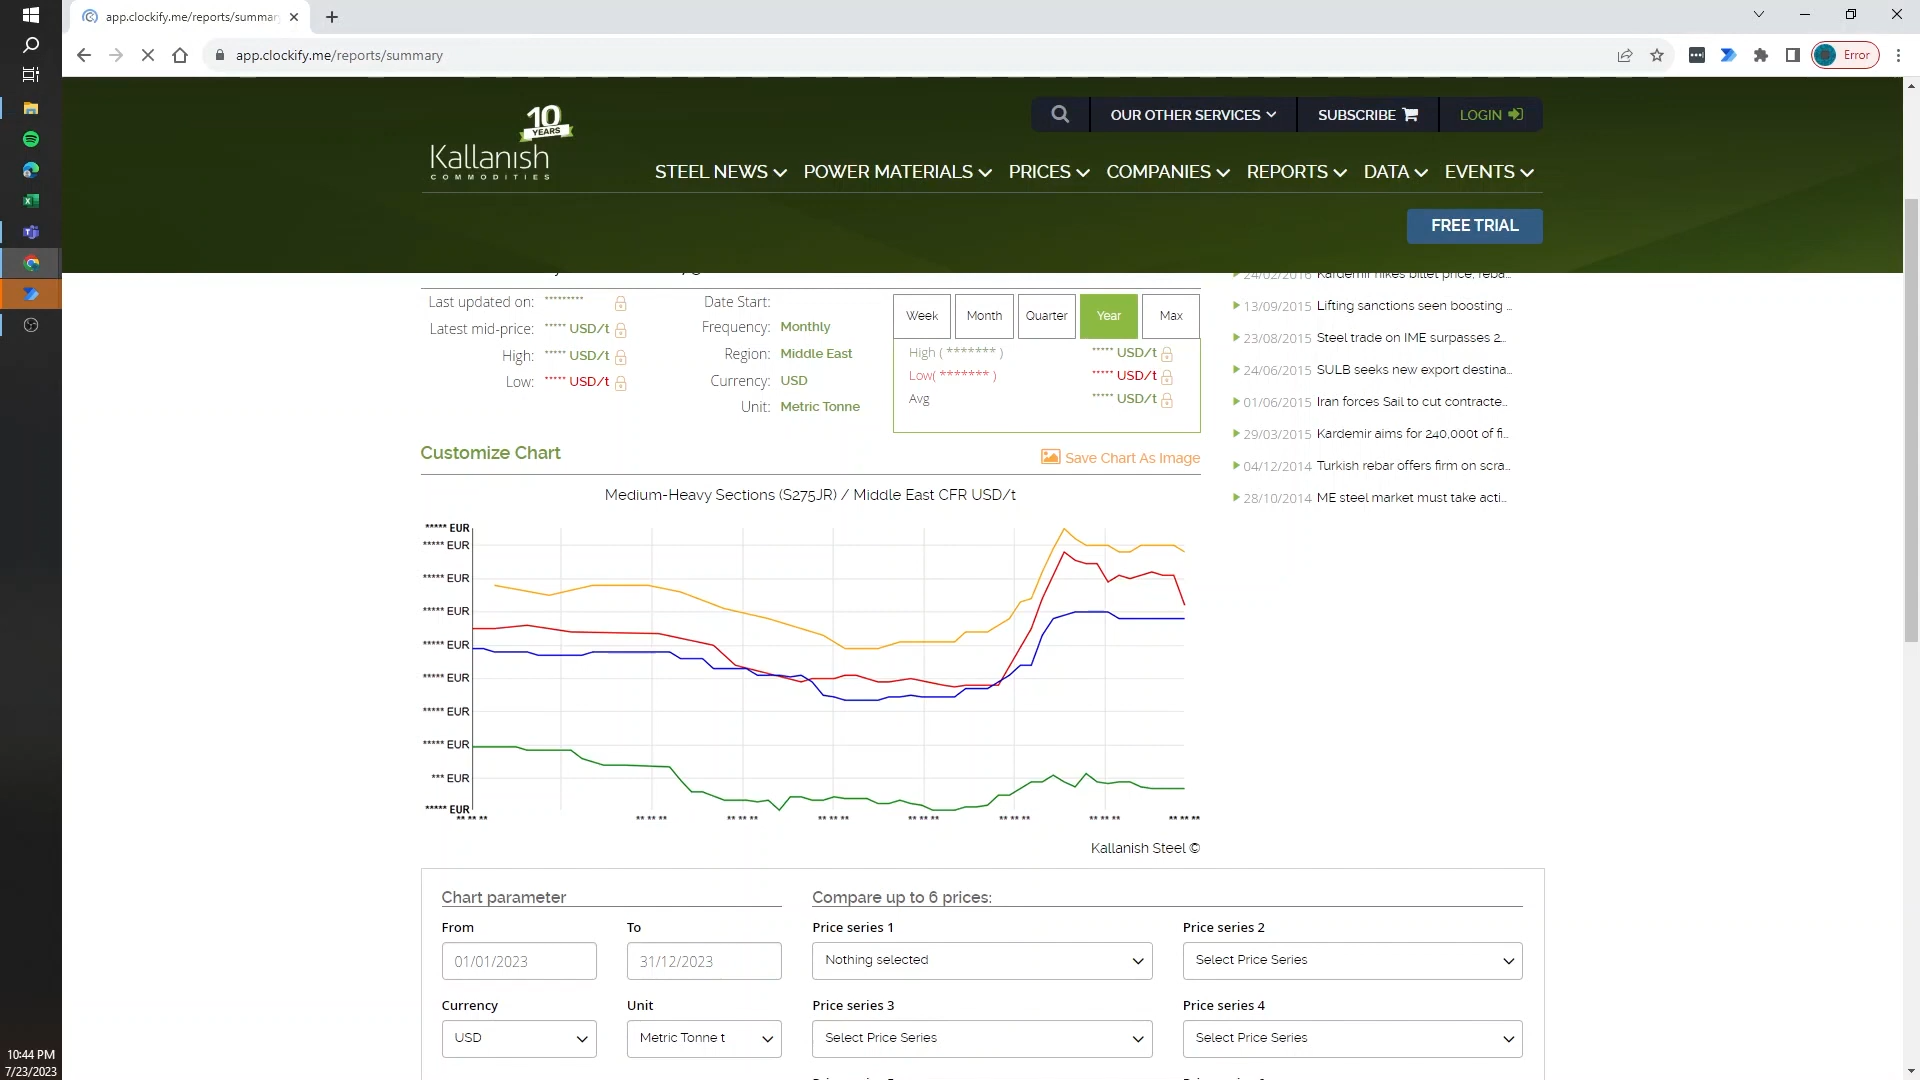 app.clockify.me/reports/summar
app.clockify.me/reports/summary
Error
10
YEARS
Kallanish
COMMODITIES
OUR OTHER SERVICES
SUBSCRIBE
LOGIN
STEEL NEWS
POWER MATERIALS
PRICES
COMPANIES
REPORTS
DATA
EVENTS
FREE TRIAL
Last updated on: *********
Latest mid-price: ***** USD/t
High: ***** USD/t
Low: ***** USD/t
Date Start:
Frequency: Monthly
Region: Middle East
Currency: USD
Unit: Metric Tonne
Week
Month
Quarter
Year
Max
High ( ******* ) ***** USD/t
Low( ******* ) ***** USD/t
Avg ***** USD/t
24/02/2016 Kardemir hikes billet price, reba...
13/09/2015 Lifting sanctions seen boosting ...
23/08/2015 Steel trade on IME surpasses 2...
24/06/2015 SULB seeks new export destina...
01/06/2015 Iran forces Sail to cut contracte...
29/03/2015 Kardemir aims for 240,000t of fi...
04/12/2014 Turkish rebar offers firm on scra...
28/10/2014 ME steel market must take acti...
Customize Chart
Save Chart As Image
Medium-Heavy Sections (S275JR) / Middle East CFR USD/t
***** EUR
***** EUR
***** EUR
***** EUR
***** EUR
***** EUR
***** EUR
***** EUR
*** EUR
***** EUR
** ** **
** ** **
** ** **
** ** **
** ** **
** ** **
** ** **
** ** **
Kallanish Steel ©
Chart parameter
Compare up to 6 prices:
From
To
Price series 1
Price series 2
01/01/2023
31/12/2023
Nothing selected
Select Price Series
Currency
Unit
Price series 3
Price series 4
USD
Metric Tonne t
Select Price Series
Select Price Series
10:44 PM
7/23/2023